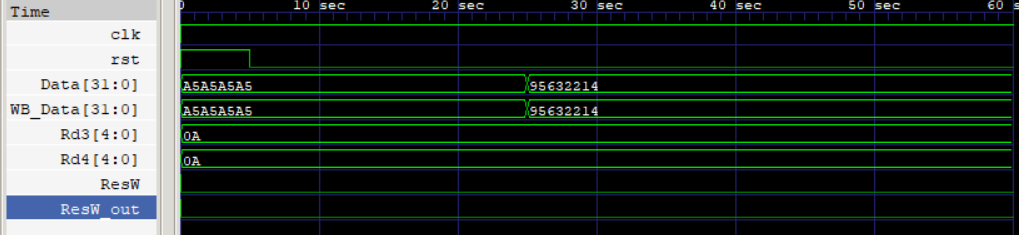 Time 0 10 sec 20 sec 30 sec 40 sec 50 sec 60 s
clk
rst
Data[31:0] A5A5A5A5 95632214
WB_Data[31:0] A5A5A5A5 95632214
Rd3[4:0] 0A
Rd4[4:0] 0A
ResW
ResW_out